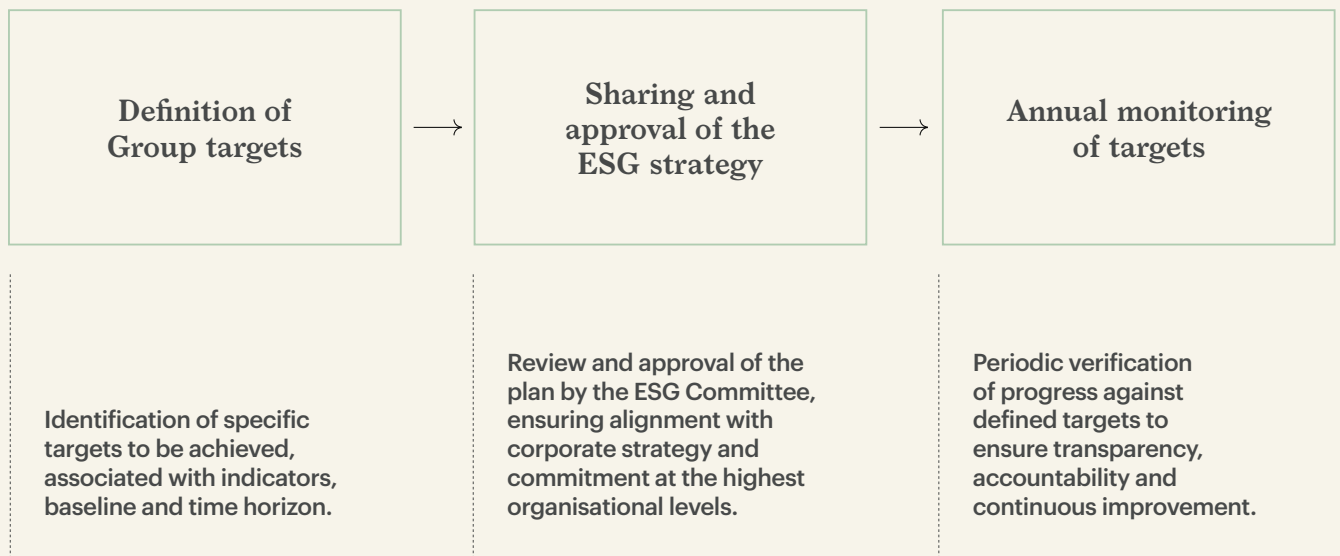 Definition of
Group targets
Sharing and
approval of the
ESG strategy
Annual monitoring
of targets
Identification of specific
targets to be achieved,
associated with indicators,
baseline and time horizon.
Review and approval of the
plan by the ESG Committee,
ensuring alignment with
corporate strategy and
commitment at the highest
organisational levels.
Periodic verification
of progress against
defined targets to
ensure transparency,
accountability and
continuous improvement.